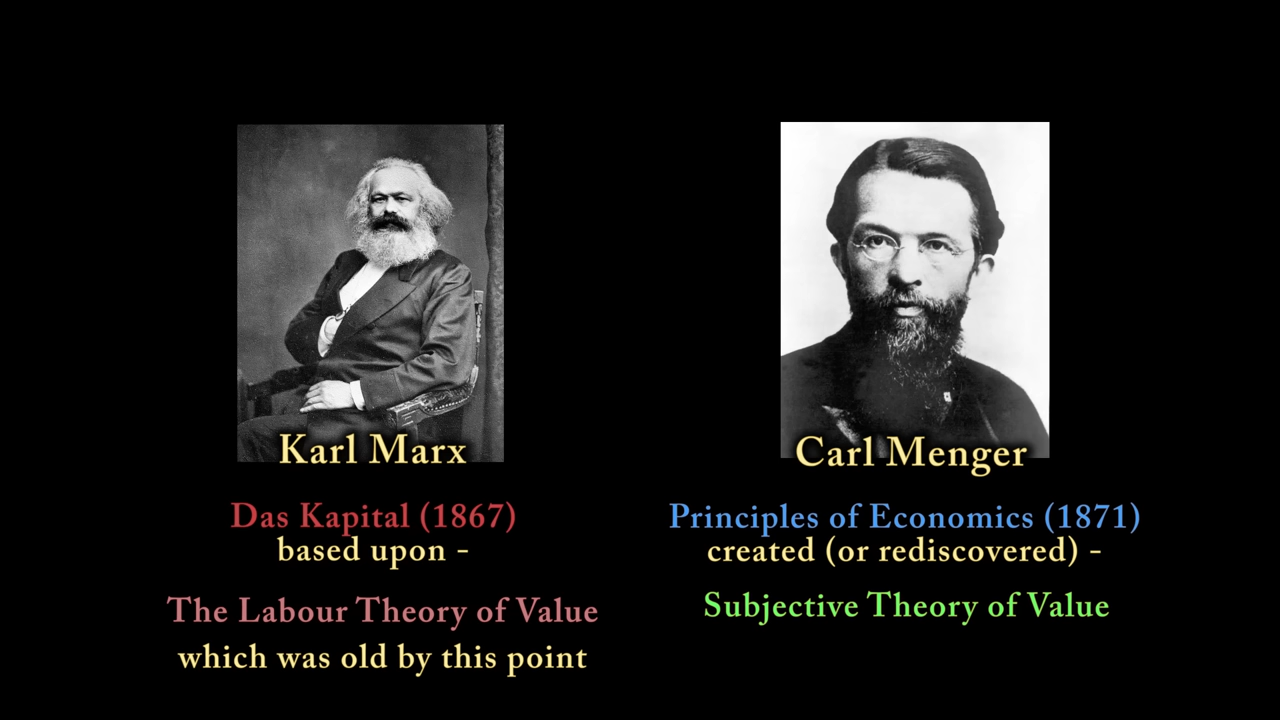 Karl Marx
Das Kapital (1867)
based upon -
The Labour Theory of Value
which was old by this point
Carl Menger
Principles of Economics (1871)
created (or rediscovered) -
Subjective Theory of Value